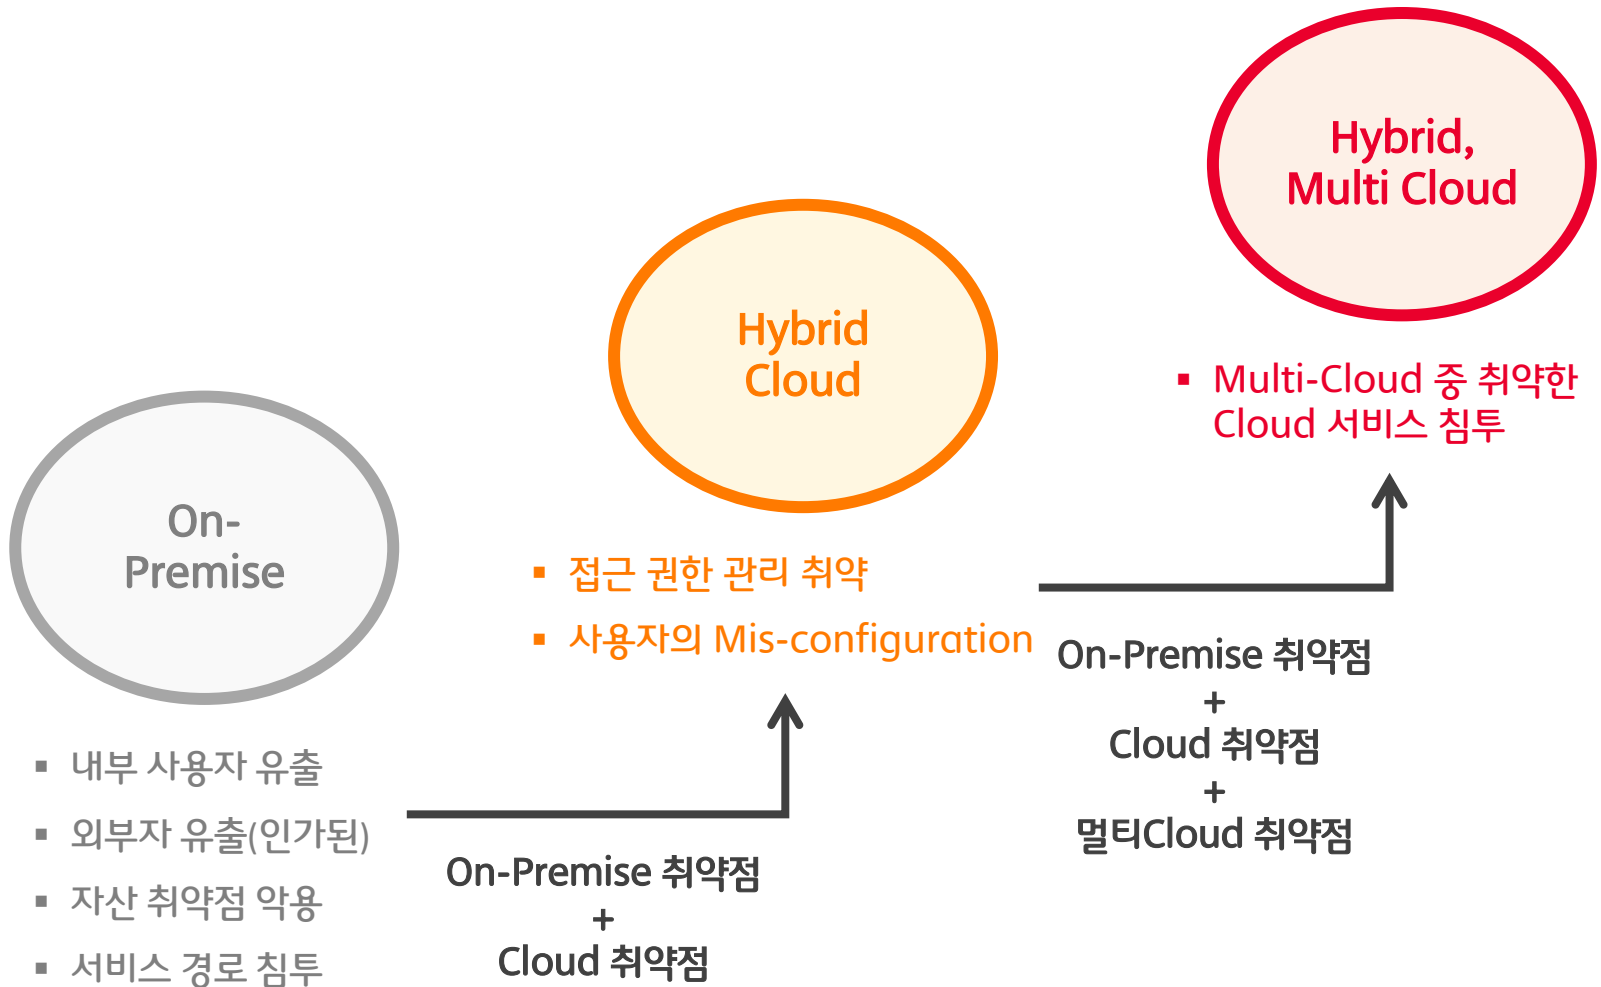 On-
Premise
▪ 내부 사용자 유출
▪ 외부자 유출(인가된)
▪ 자산 취약점 악용
▪ 서비스 경로 침투
On-Premise 취약점
+
Cloud 취약점
Hybrid
Cloud
▪ 접근 권한 관리 취약
▪ 사용자의 Mis-configuration
On-Premise 취약점
+
Cloud 취약점
+
멀티Cloud 취약점
Hybrid,
Multi Cloud
▪ Multi-Cloud 중 취약한
Cloud 서비스 침투